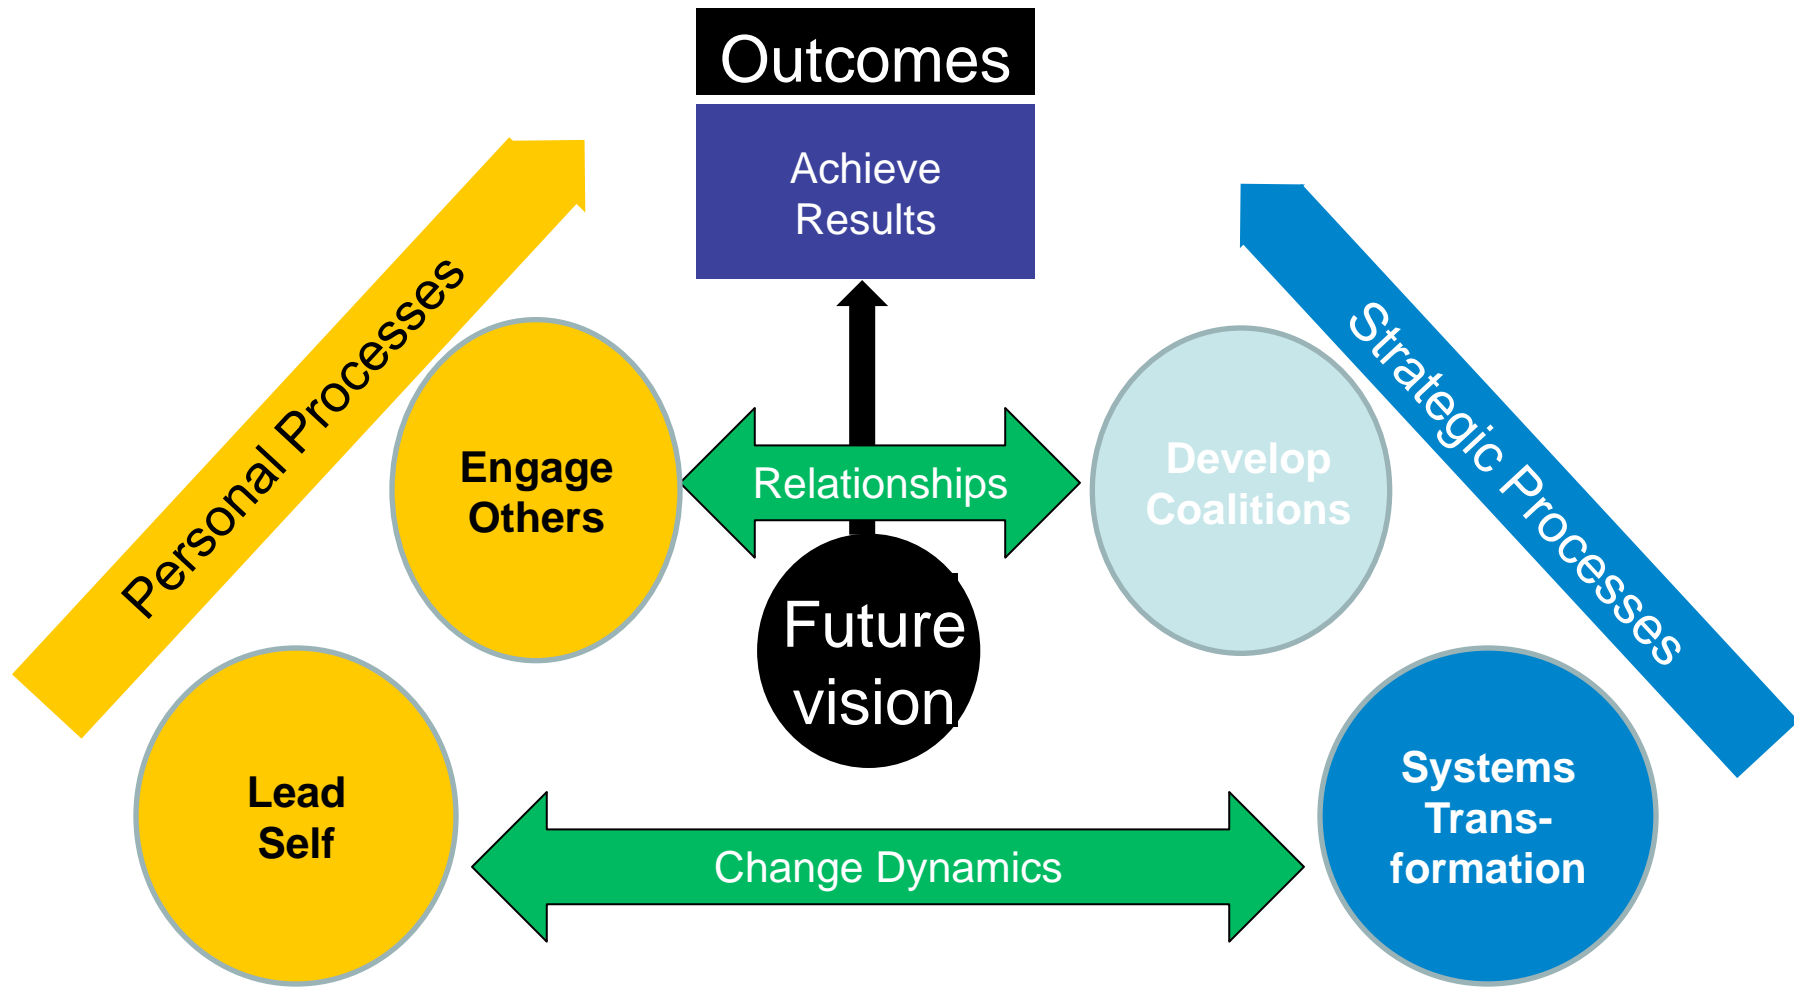 Outcomes
Achieve
Results
Personal Processes
Strategic Processes
Engage
Others
Relationships
Develop
Coalitions
Future
vision
Lead
Self
Change Dynamics
Systems
Trans-
formation